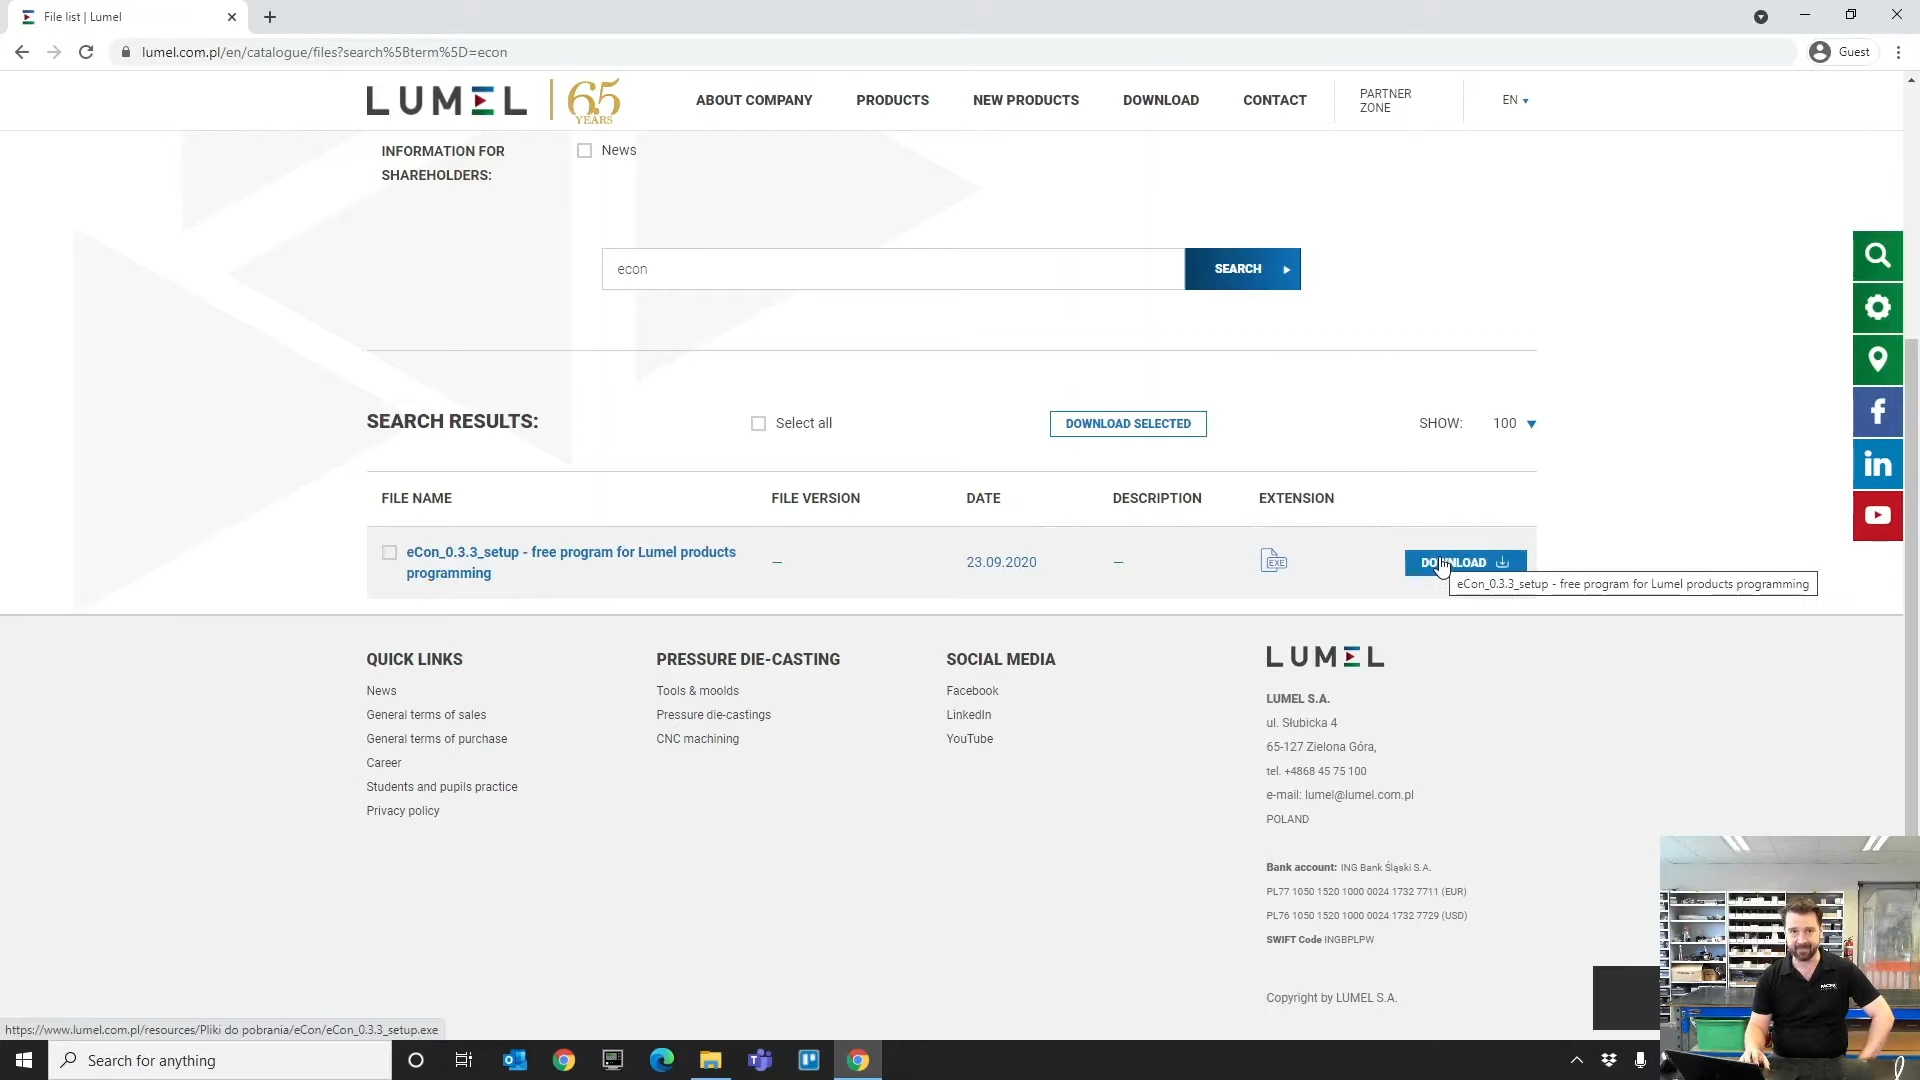 File list | Lumel
lumel.com.pl/en/catalogue/files?search%5Bterm%5D=econ
Guest
LUMEL
65
YEARS
ABOUT COMPANY
PRODUCTS
NEW PRODUCTS
DOWNLOAD
CONTACT
PARTNER
ZONE
EN
INFORMATION FOR
SHAREHOLDERS:
News
econ
SEARCH
SEARCH RESULTS:
Select all
DOWNLOAD SELECTED
SHOW: 100
FILE NAME
FILE VERSION
DATE
DESCRIPTION
EXTENSION
eCon_0.3.3_setup - free program for Lumel products
programming
—
23.09.2020
—
EXE
DOWNLOAD
eCon_0.3.3_setup - free program for Lumel products programming
QUICK LINKS
News
General terms of sales
General terms of purchase
Career
Students and pupils practice
Privacy policy
PRESSURE DIE-CASTING
Tools & moolds
Pressure die-castings
CNC machining
SOCIAL MEDIA
Facebook
LinkedIn
YouTube
LUMEL
LUMEL S.A.
ul. Słubicka 4
65-127 Zielona Góra,
tel. +4868 45 75 100
e-mail: lumel@lumel.com.pl
POLAND
Bank account: ING Bank Śląski S.A.
PL77 1050 1520 1000 0024 1732 7711 (EUR)
PL76 1050 1520 1000 0024 1732 7729 (USD)
SWIFT Code INGBPLPW
Copyright by LUMEL S.A.
https://www.lumel.com.pl/resources/Pliki do pobrania/eCon/eCon_0.3.3_setup.exe
Search for anything